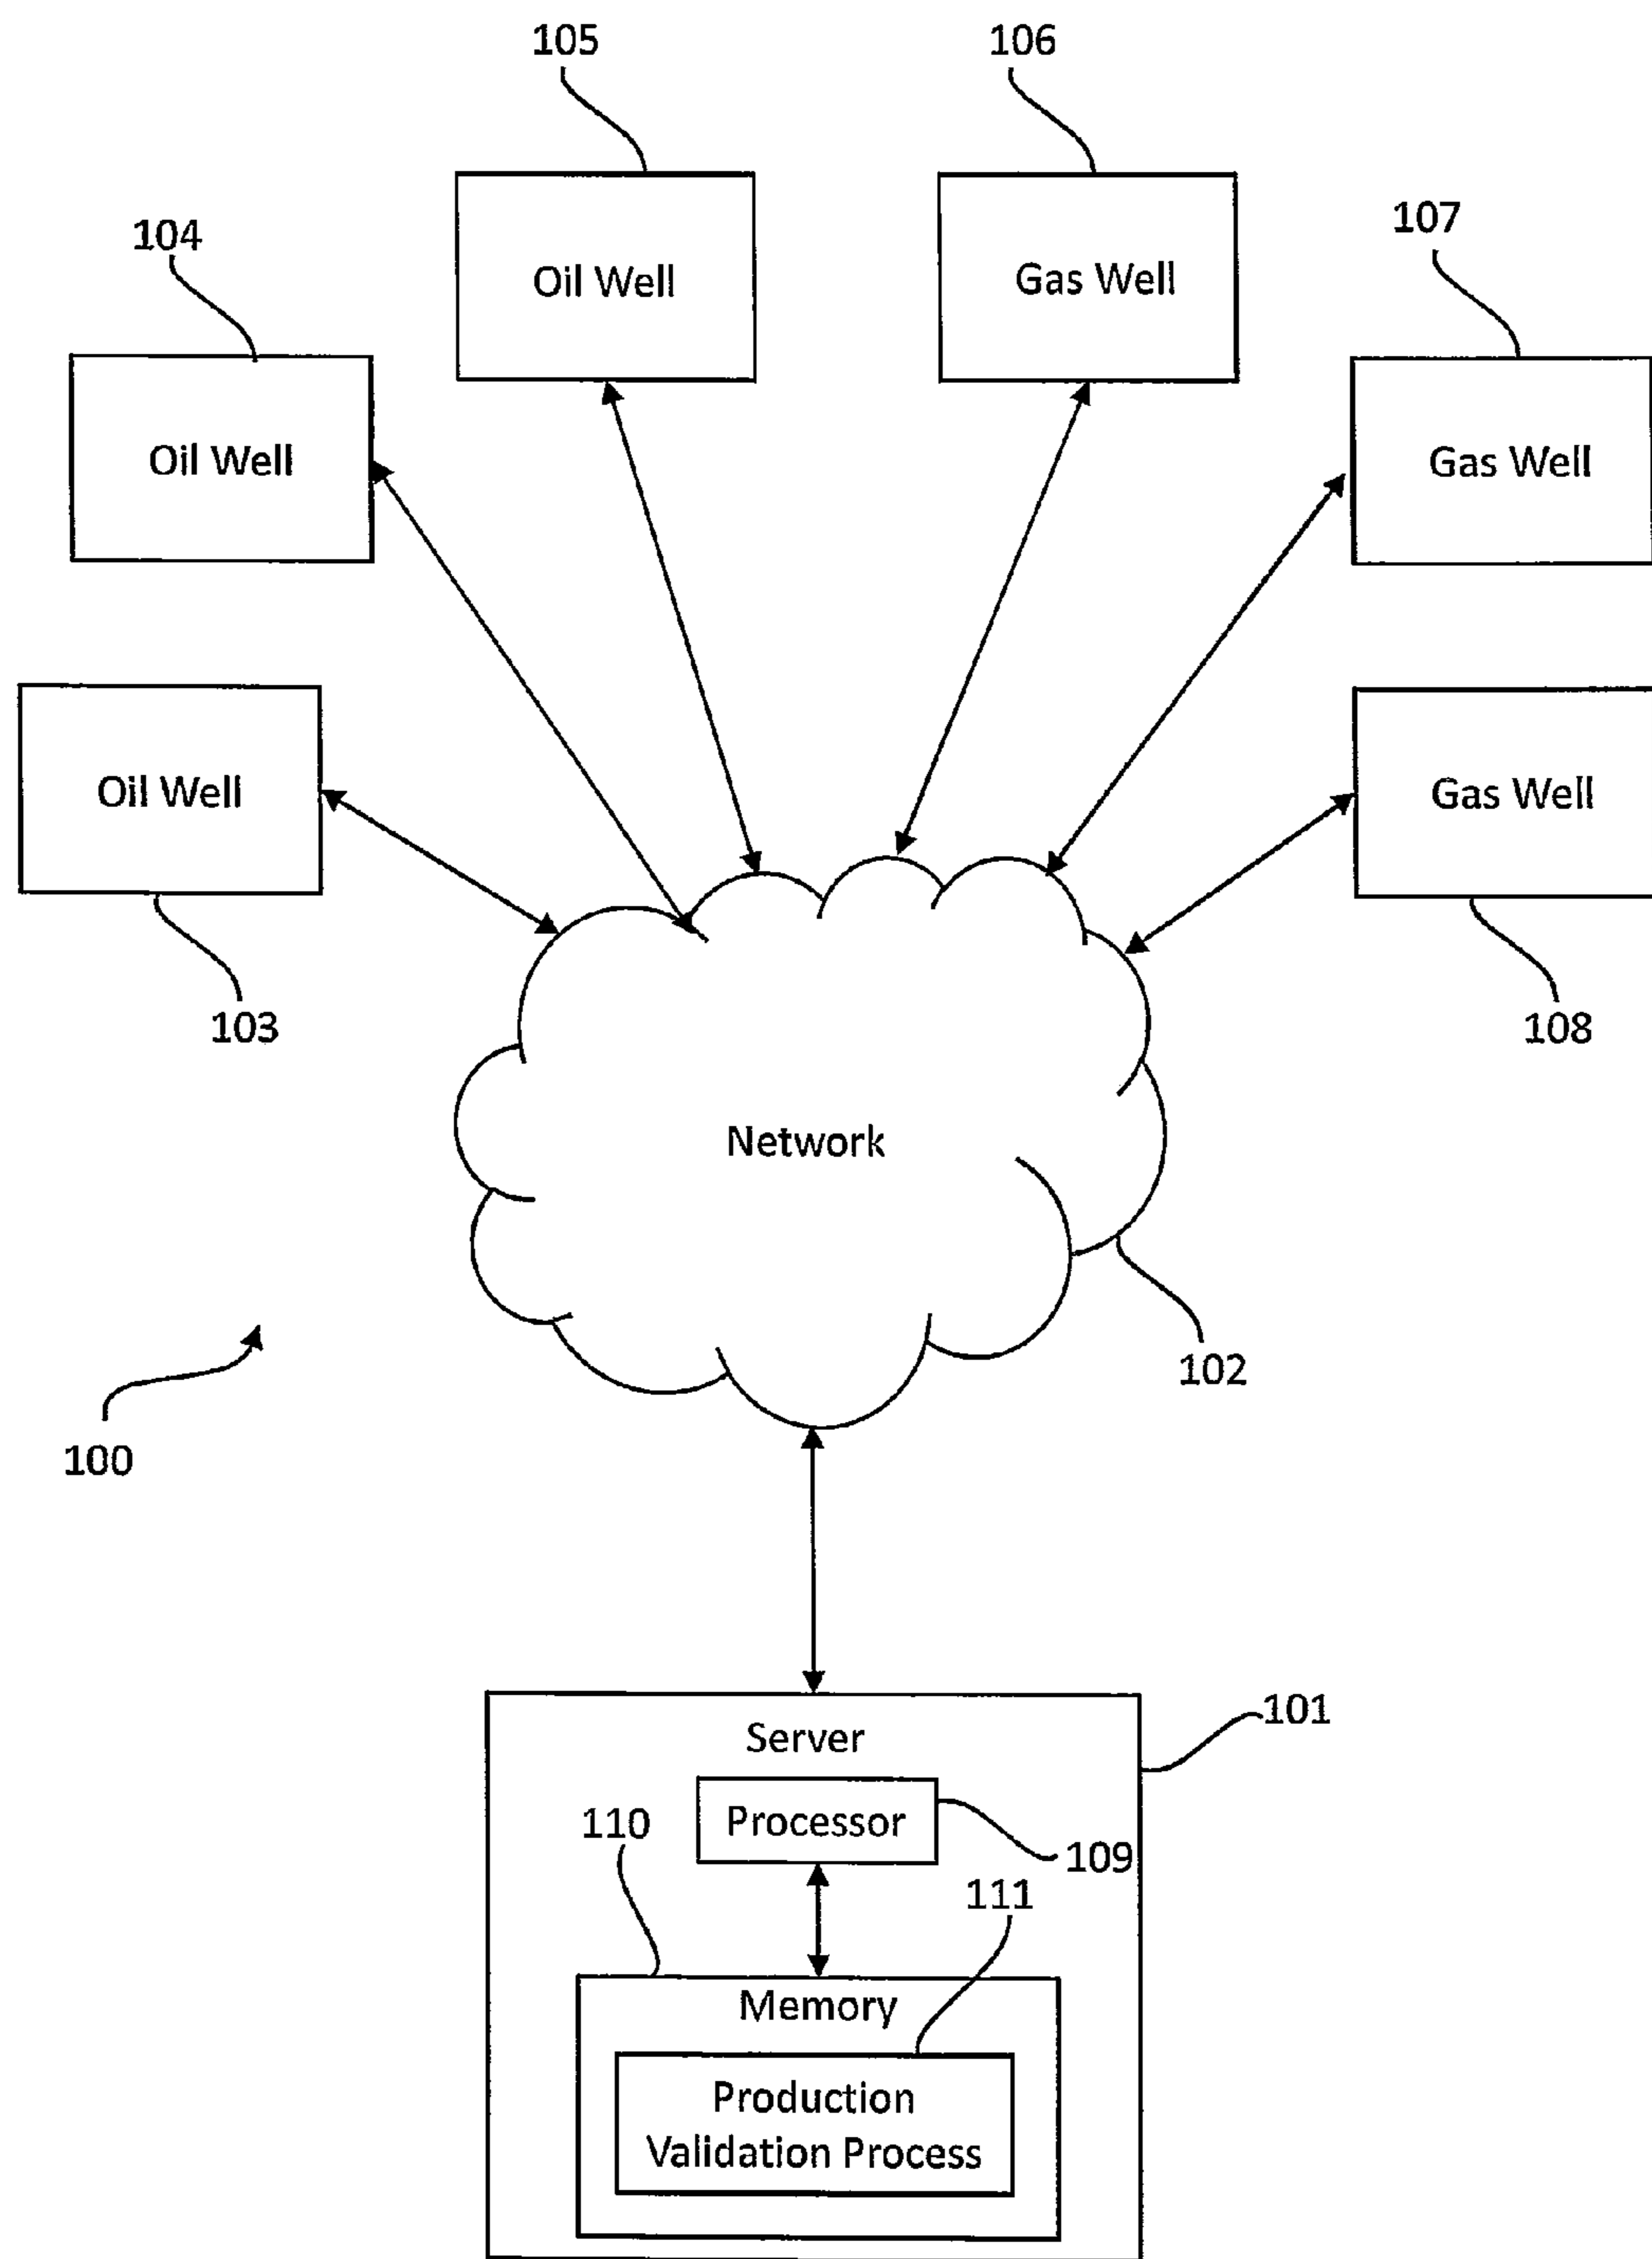 105
106
104
107
Oil Well
Gas Well
Oil Well
Gas Well
Oil Well
Gas Well
103
108
Network
102
100
Server
101
Processor
110
109
111
Memory
Production
Validation Process